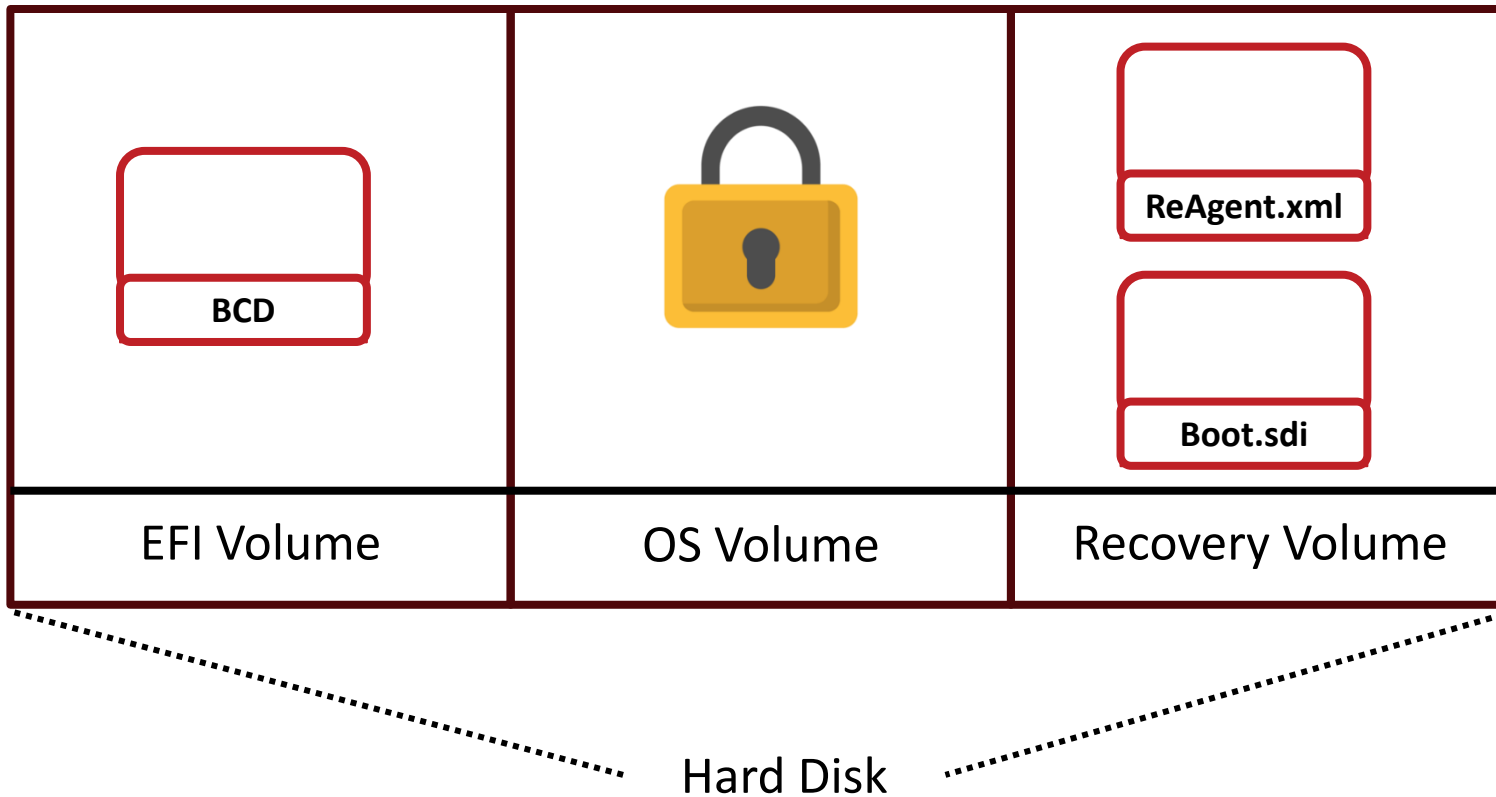 BCD
ReAgent.xml
Boot.sdi
EFI Volume
OS Volume
Recovery Volume
Hard Disk